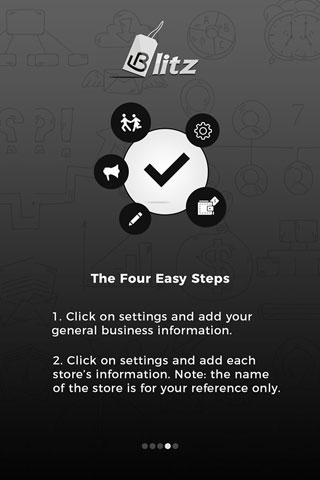 Blitz
The Four Easy Steps
1. Click on settings and add your
general business information.
2. Click on settings and add each
store's information. Note: the name
of the store is for your reference only.